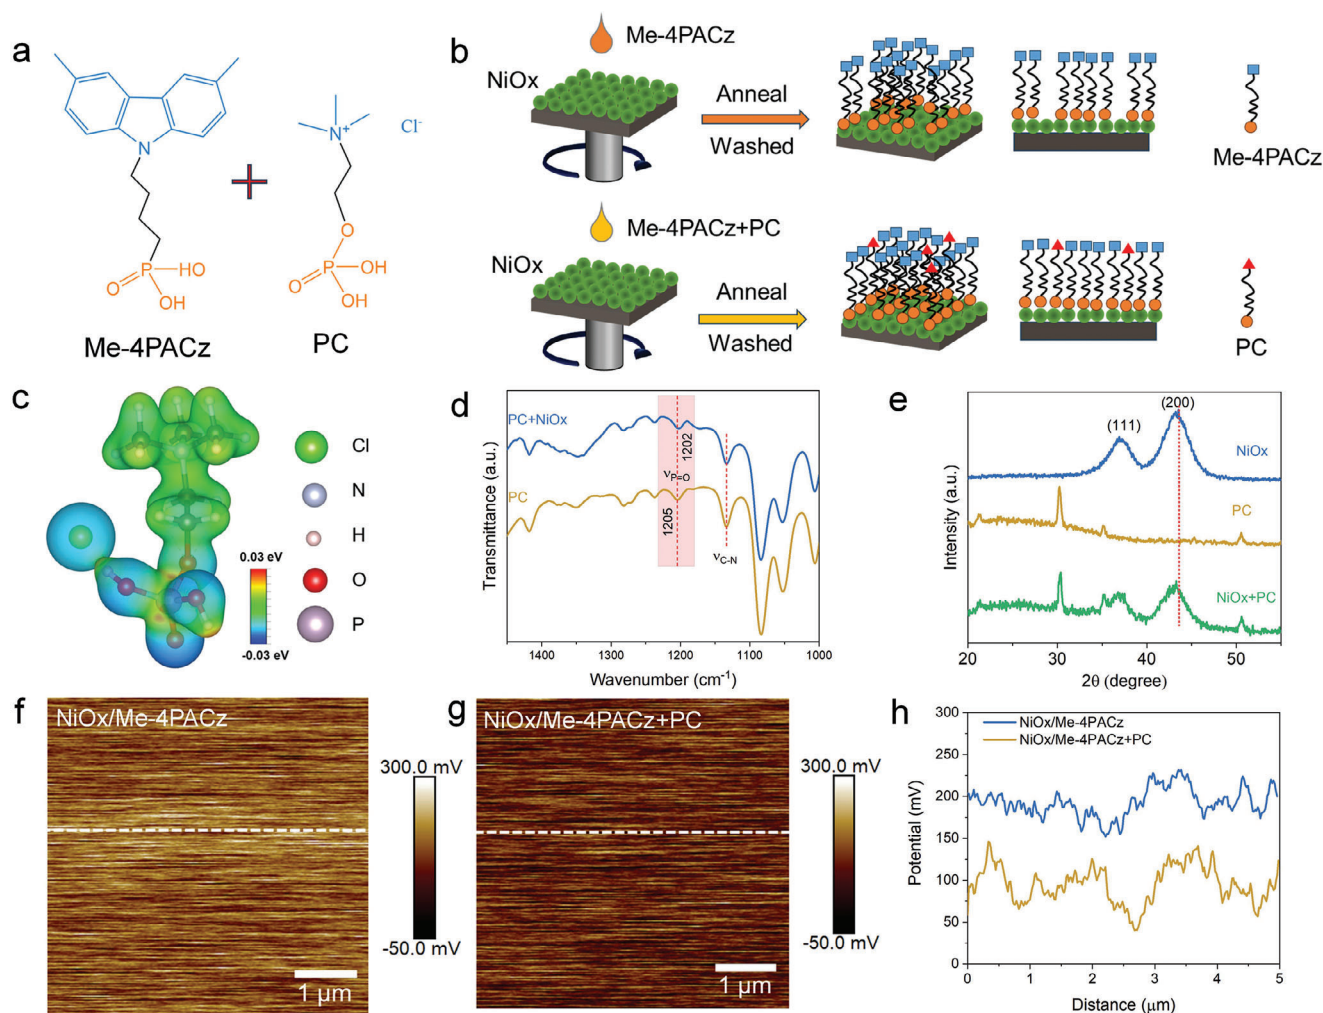 a
N
P
O
HO
OH
Me-4PACz
N+
Cl-
O
P
O
OH
OH
PC
b
Me-4PACz
NiOx
Anneal
Washed
Me-4PACz
Me-4PACz+PC
NiOx
Anneal
Washed
PC
c
Cl
N
H
O
P
0.03 eV
-0.03 eV
d
PC+NiOx
1202
νP=O
PC
1205
νC-N
Transmittance (a.u.)
1400
1300
1200
1100
1000
Wavenumber (cm-1)
e
(200)
(111)
NiOx
PC
NiOx+PC
Intensity (a.u.)
20
30
40
50
2θ (degree)
f
NiOx/Me-4PACz
300.0 mV
-50.0 mV
1 μm
g
NiOx/Me-4PACz+PC
300.0 mV
-50.0 mV
1 μm
h
NiOx/Me-4PACz
NiOx/Me-4PACz+PC
Potential (mV)
300
250
200
150
100
50
0
0
1
2
3
4
5
Distance (μm)